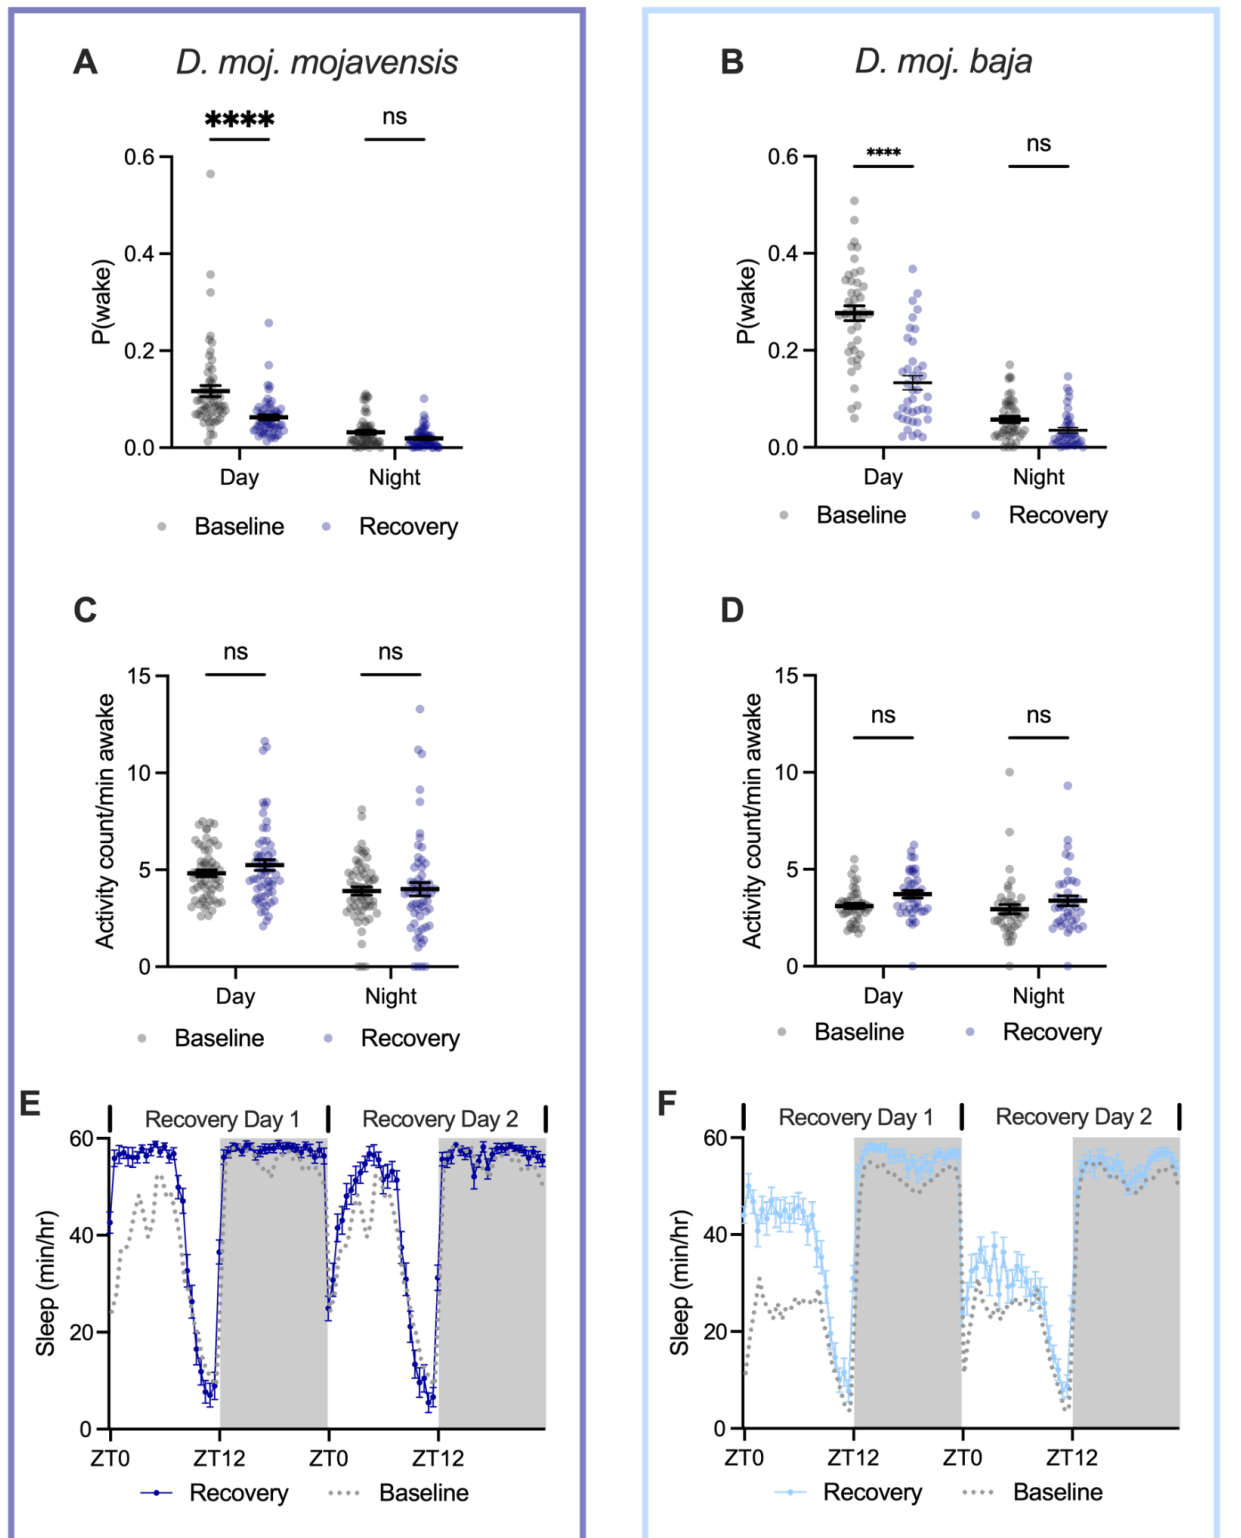 A D. moj. mojavensis
**** ns
0.6
0.4
0.2
0.0
P(wake)
Day Night
Baseline Recovery
B D. moj. baja
**** ns
0.6
0.4
0.2
0.0
P(wake)
Day Night
Baseline Recovery
C
ns ns
15
10
5
0
Activity count/min awake
Day Night
Baseline Recovery
D
ns ns
15
10
5
0
Activity count/min awake
Day Night
Baseline Recovery
E
Recovery Day 1 Recovery Day 2
60
40
20
0
Sleep (min/hr)
ZT0 ZT12 ZT0 ZT12
Recovery Baseline
F
Recovery Day 1 Recovery Day 2
60
40
20
0
Sleep (min/hr)
ZT0 ZT12 ZT0 ZT12
Recovery Baseline